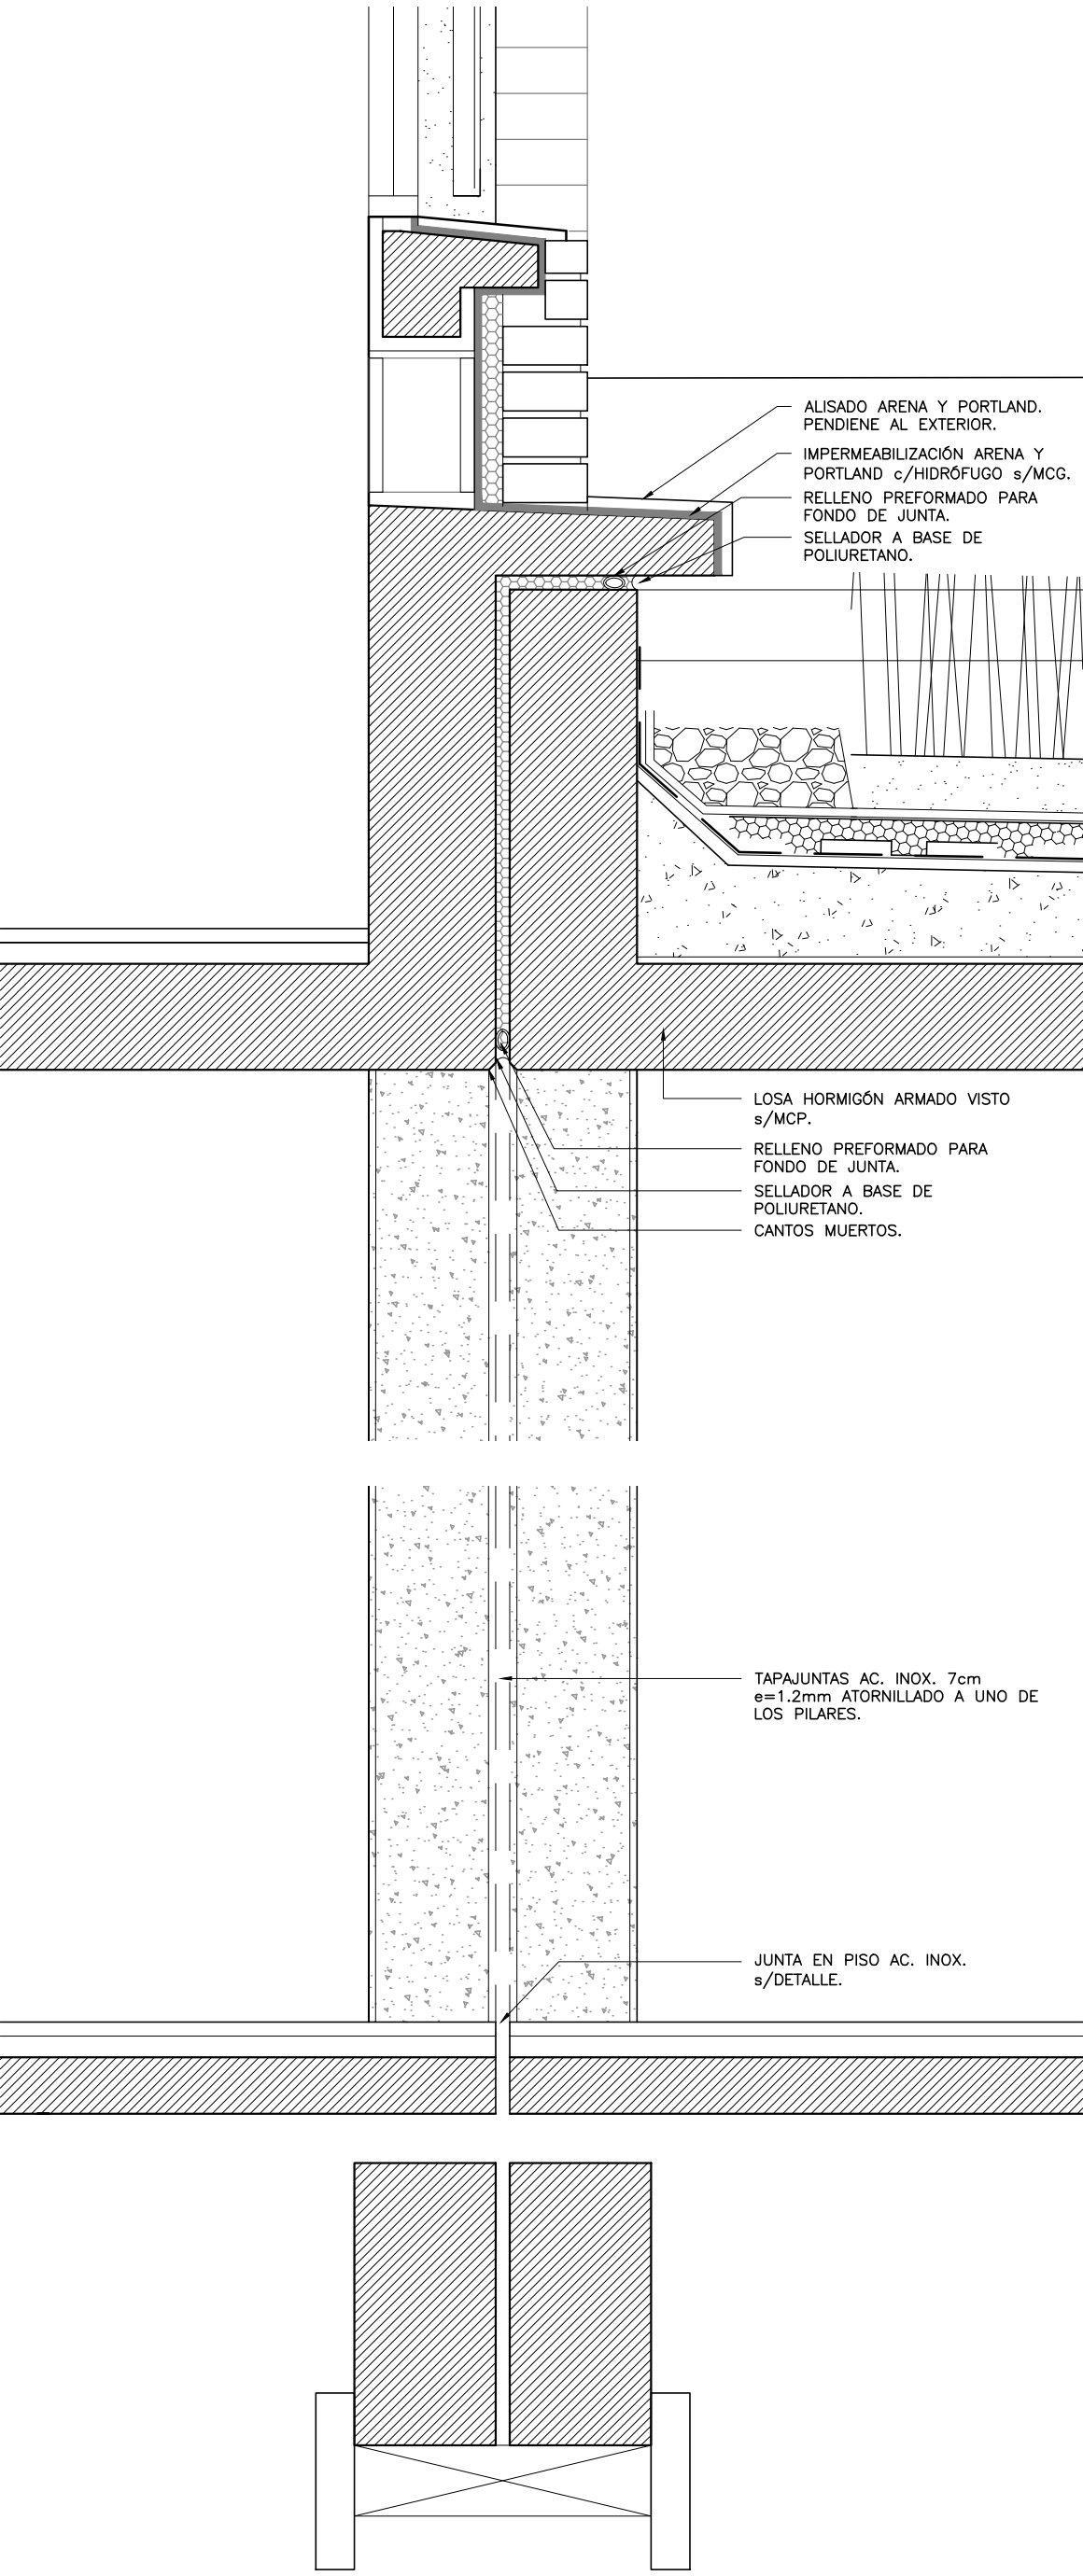 ALISADO ARENA Y PORTLAND.
PENDIENE AL EXTERIOR.
IMPERMEABILIZACIÓN ARENA Y
PORTLAND c/HIDRÓFUGO s/MCG.
RELLENO PREFORMADO PARA
FONDO DE JUNTA.
SELLADOR A BASE DE
POLIURETANO.
LOSA HORMIGÓN ARMADO VISTO
s/MCP.
RELLENO PREFORMADO PARA
FONDO DE JUNTA.
SELLADOR A BASE DE
POLIURETANO.
CANTOS MUERTOS.
TAPAJUNTAS AC. INOX. 7cm
e=1.2mm ATORNILLADO A UNO DE
LOS PILARES.
JUNTA EN PISO AC. INOX.
s/DETALLE.